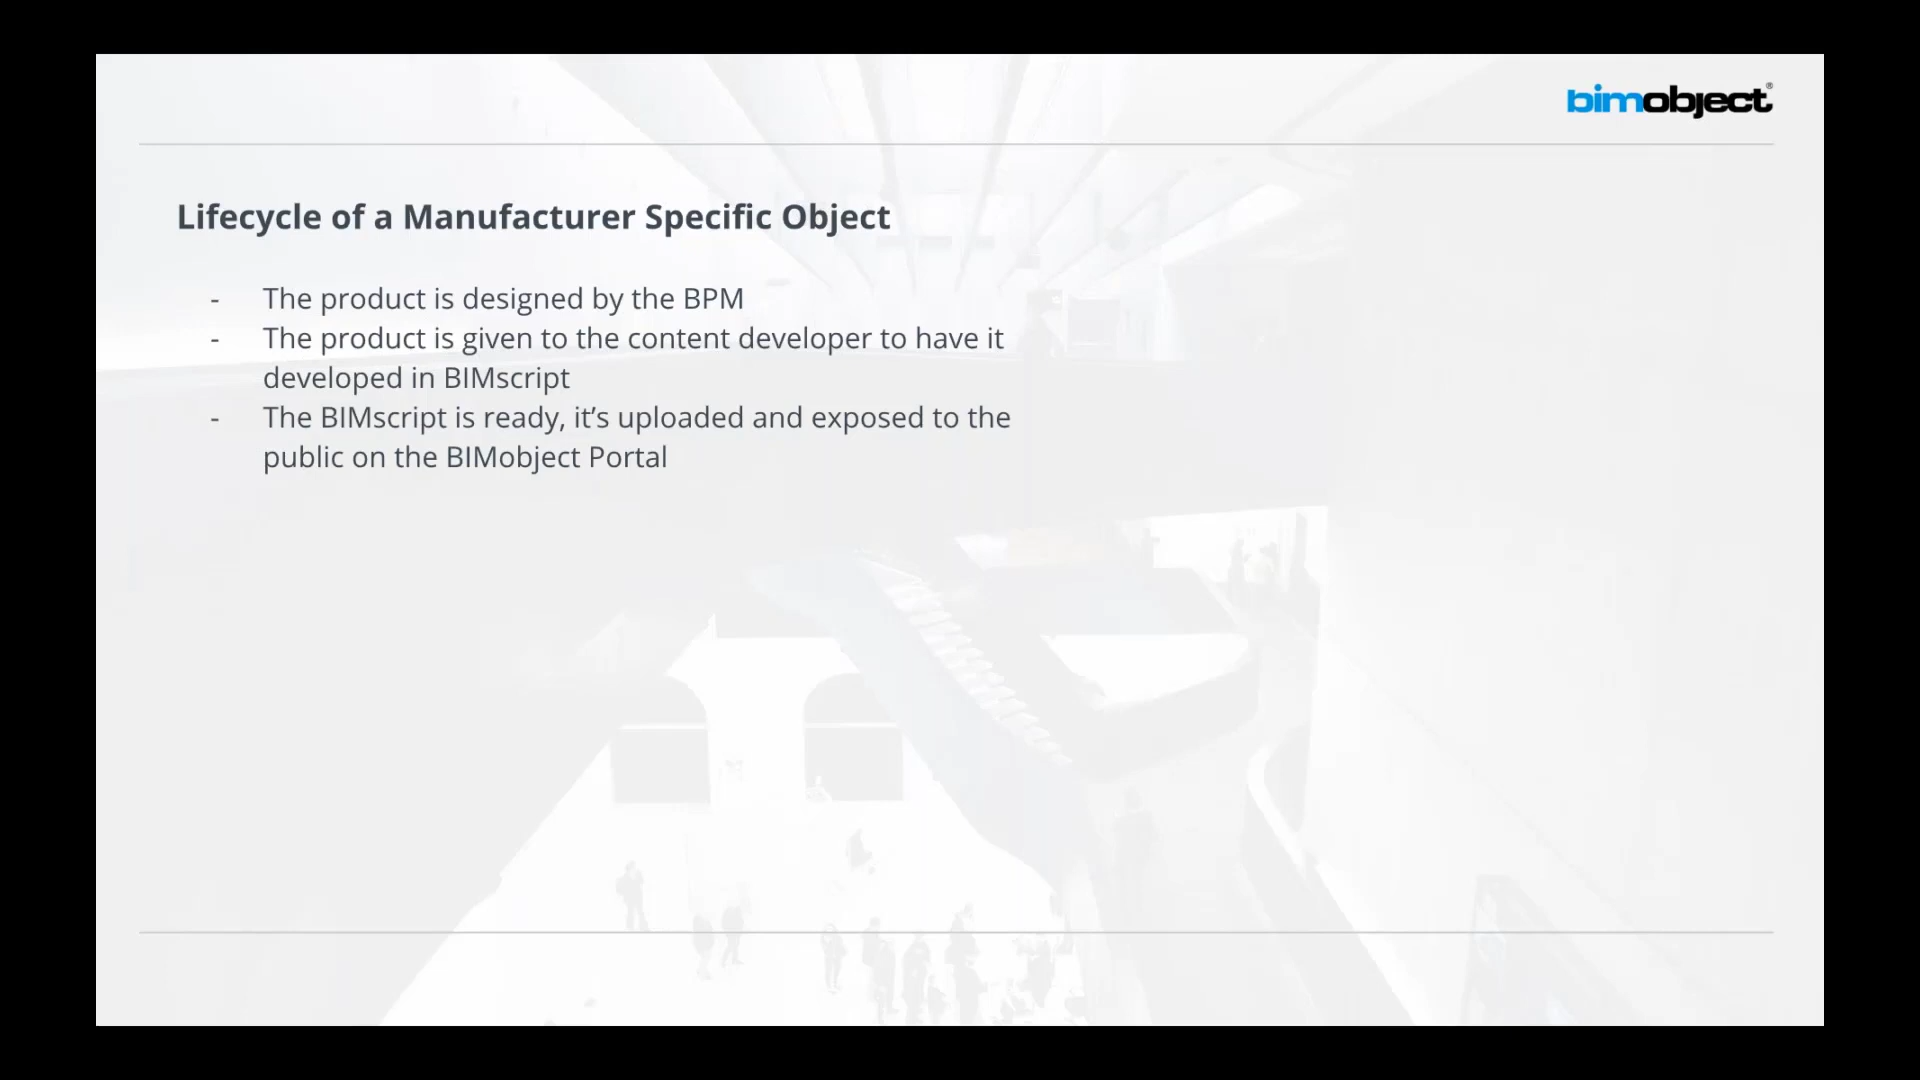 bimobject®
Lifecycle of a Manufacturer Specific Object
- The product is designed by the BPM
- The product is given to the content developer to have it
developed in BIMscript
- The BIMscript is ready, it’s uploaded and exposed to the
public on the BIMobject Portal